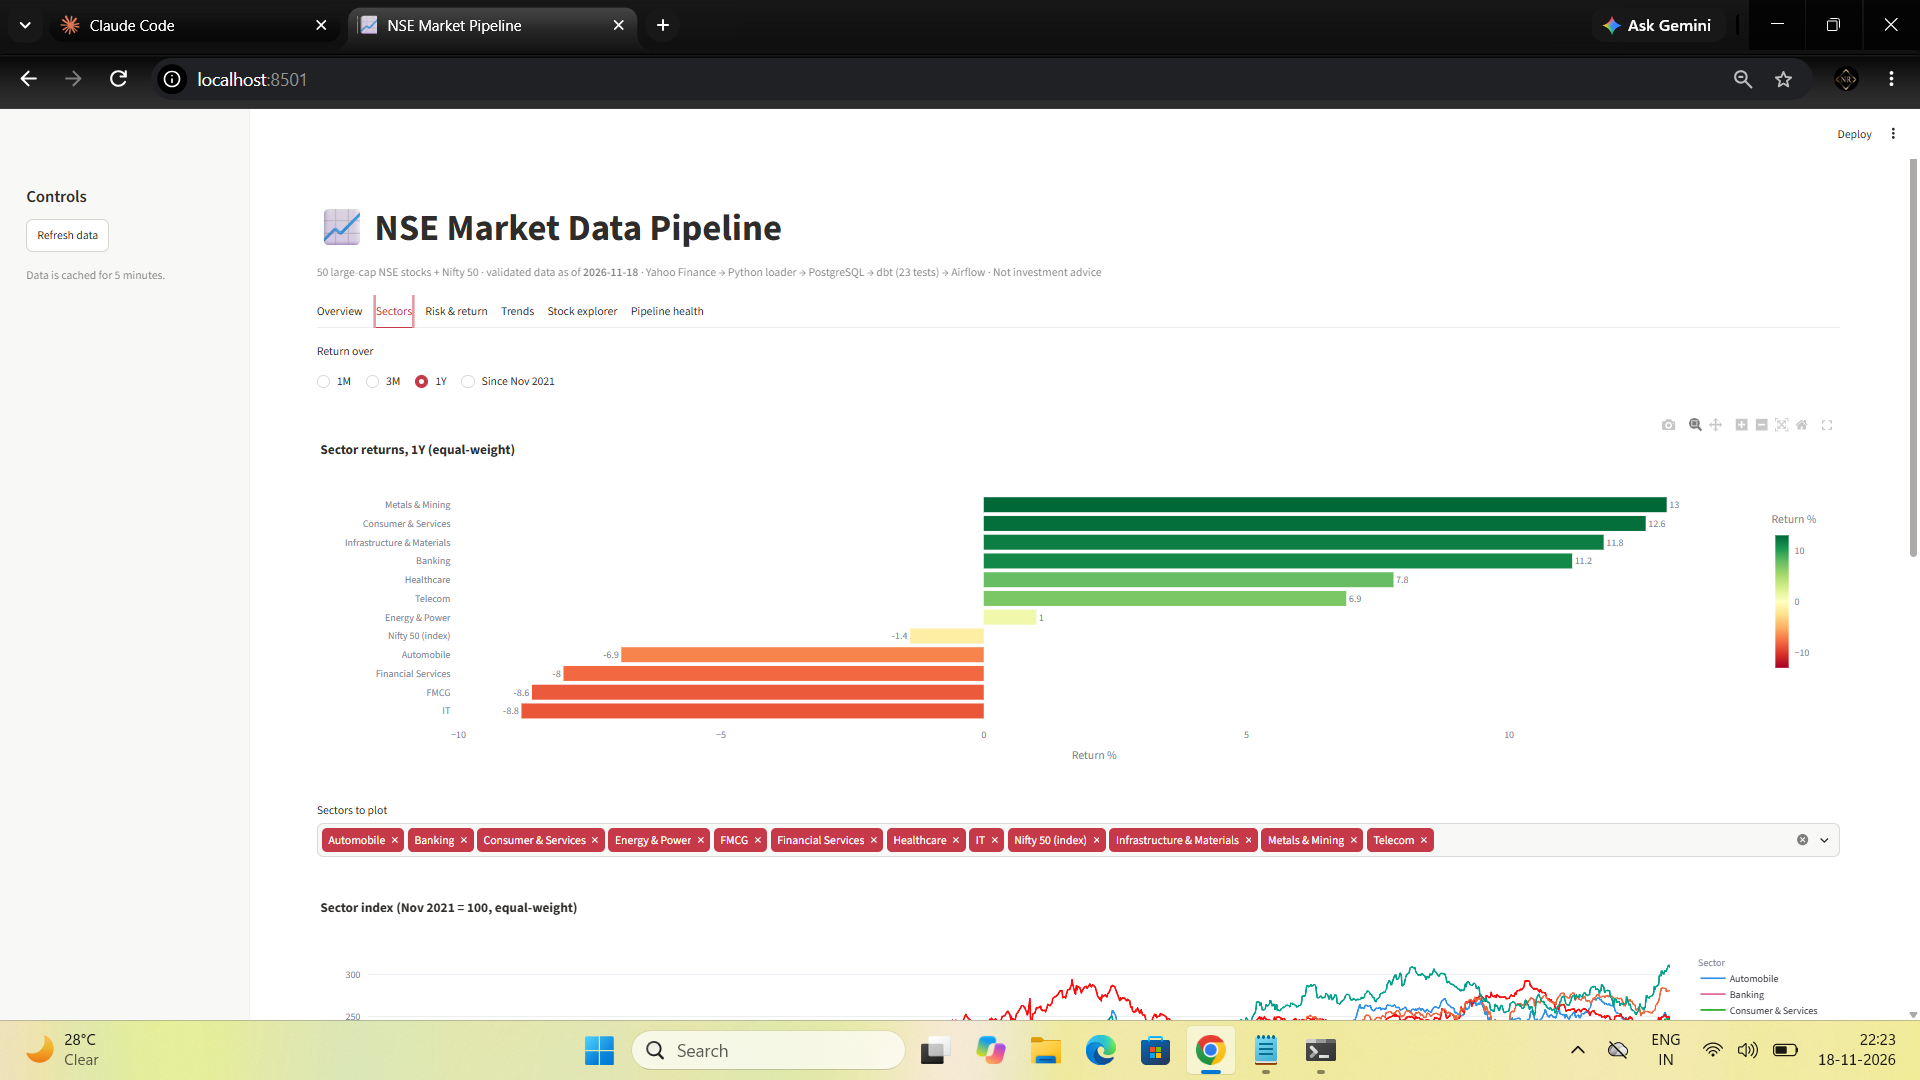 Claude Code
NSE Market Pipeline
Ask Gemini
localhost:8501
Deploy
Controls
Refresh data
Data is cached for 5 minutes.
NSE Market Data Pipeline
50 large-cap NSE stocks + Nifty 50 · validated data as of 2026-11-18 · Yahoo Finance → Python loader → PostgreSQL → dbt (23 tests) → Airflow · Not investment advice
Overview Sectors Risk & return Trends Stock explorer Pipeline health
Return over
1M 3M 1Y Since Nov 2021
Sector returns, 1Y (equal-weight)
Metals & Mining 13
Consumer & Services 12.6
Infrastructure & Materials 11.8
Banking 11.2
Healthcare 7.8
Telecom 6.9
Energy & Power 1
Nifty 50 (index) -1.4
Automobile -6.9
Financial Services -8
FMCG -8.6
IT -8.8
−10 −5 0 5 10
Return %
Return %
10
0
−10
Sectors to plot
Automobile Banking Consumer & Services Energy & Power FMCG Financial Services Healthcare IT Nifty 50 (index) Infrastructure & Materials Metals & Mining Telecom
Sector index (Nov 2021 = 100, equal-weight)
300
250
Sector
Automobile
Banking
Consumer & Services
28°C
Clear
Search
ENG
IN
22:23
18-11-2026